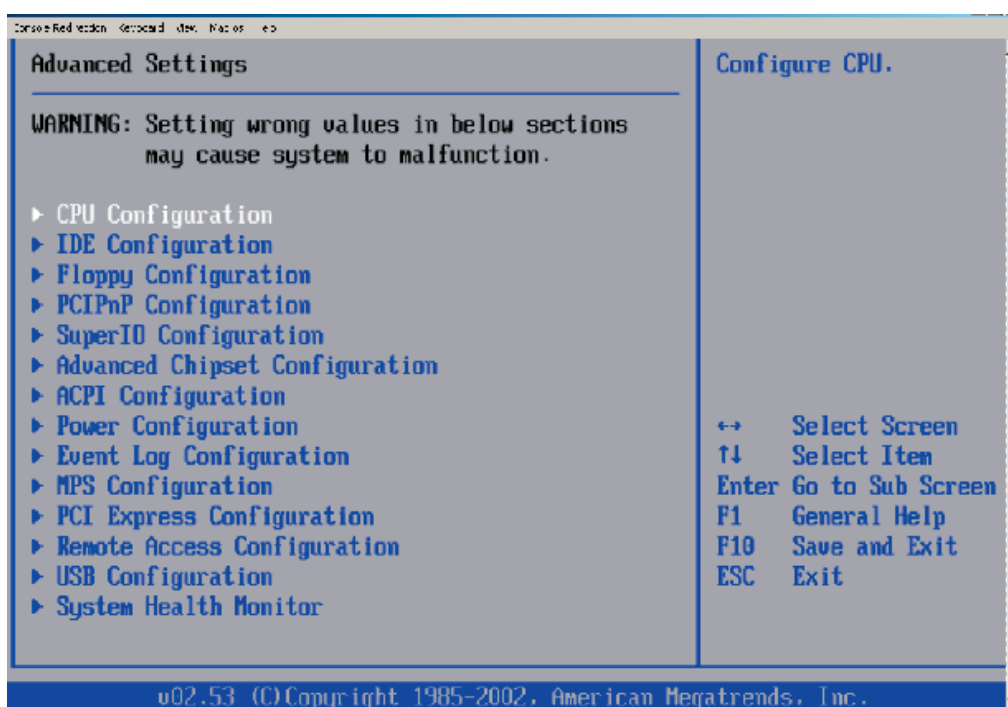 Advanced Settings
Configure CPU.
WARNING: Setting wrong values in below sections
may cause system to malfunction.
CPU Configuration
IDE Configuration
Floppy Configuration
PCIPnP Configuration
SuperIO Configuration
Advanced Chipset Configuration
ACPI Configuration
Power Configuration
Event Log Configuration
MPS Configuration
PCI Express Configuration
Remote Access Configuration
USB Configuration
System Health Monitor
↔ Select Screen
↑↓ Select Item
Enter Go to Sub Screen
F1 General Help
F10 Save and Exit
ESC Exit
v02.53 (C)Copyright 1985-2002, American Megatrends, Inc.